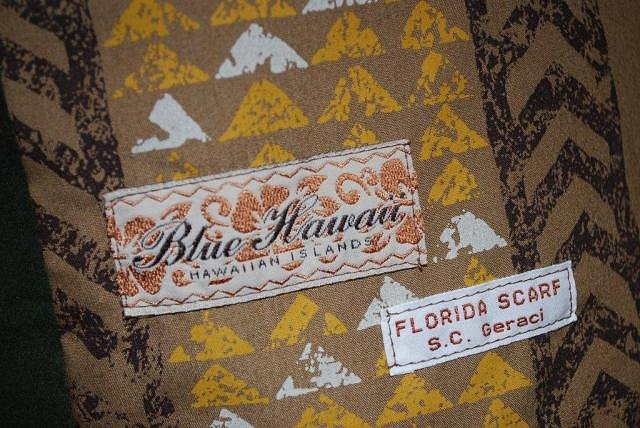 Blue Hawaii
HAWAIIAN ISLANDS
FLORIDA SCARF
S.C. Geraci